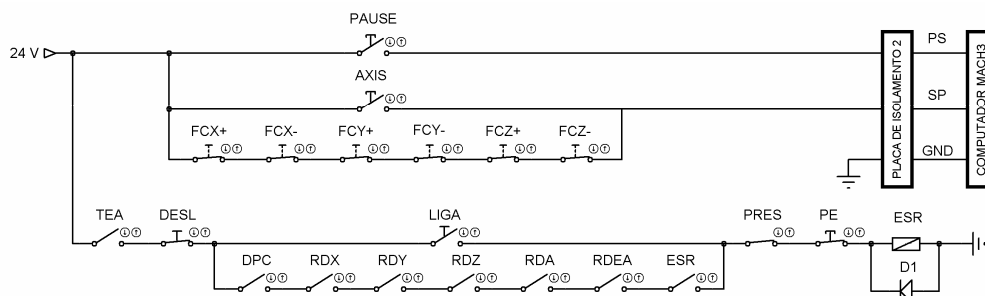 PAUSE
24 V
PS
AXIS
SP
FCX+ FCX- FCY+ FCY- FCZ+ FCZ-
GND
PLACA DE ISOLAMENTO 2
COMPUTADOR MACH3
TEA DESL LIGA PRES PE ESR
DPC RDX RDY RDZ RDA RDEA ESR D1